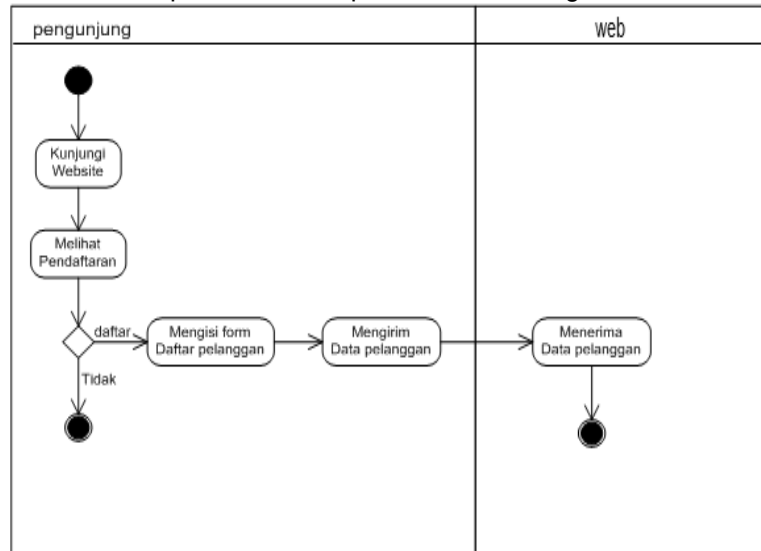 pengunjung
web
Kunjungi
Website
Melihat
Pendaftaran
daftar
Mengisi form
Daftar pelanggan
Mengirim
Data pelanggan
Menerima
Data pelanggan
Tidak